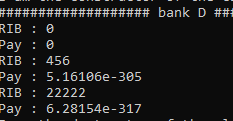 ################### bank D ###
RIB : 0
Pay : 0
RIB : 456
Pay : 5.16106e-305
RIB : 22222
Pay : 6.28154e-317